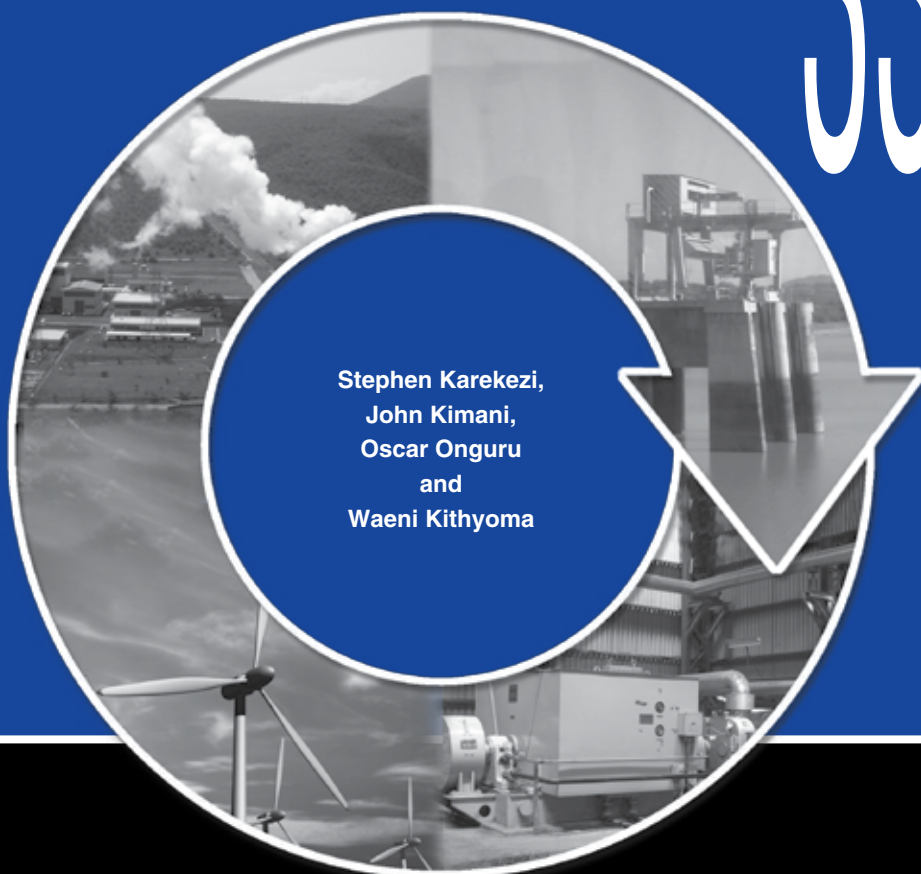 Stephen Karekezi,
John Kimani,
Oscar Onguru
and
Waeni Kithyoma